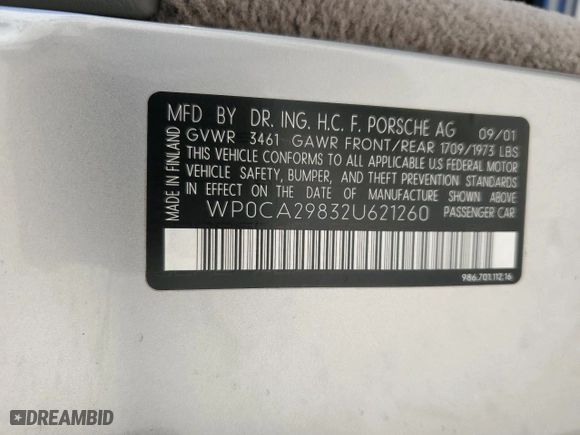 MFD BY DR. ING. H.C. F. PORSCHE AG 09/01
GVWR 3461 GAWR FRONT/REAR 1709/1973 LBS
THIS VEHICLE CONFORMS TO ALL APPLICABLE U.S FEDERAL MOTOR
VEHICLE SAFETY, BUMPER, AND THEFT PREVENTION STANDARDS
IN EFFECT ON THE DATE OF MANUFACTURE SHOWN ABOVE
WP0CA29832U621260 PASSENGER CAR
MADE IN FINLAND
986.701.112.16
DREAMBID